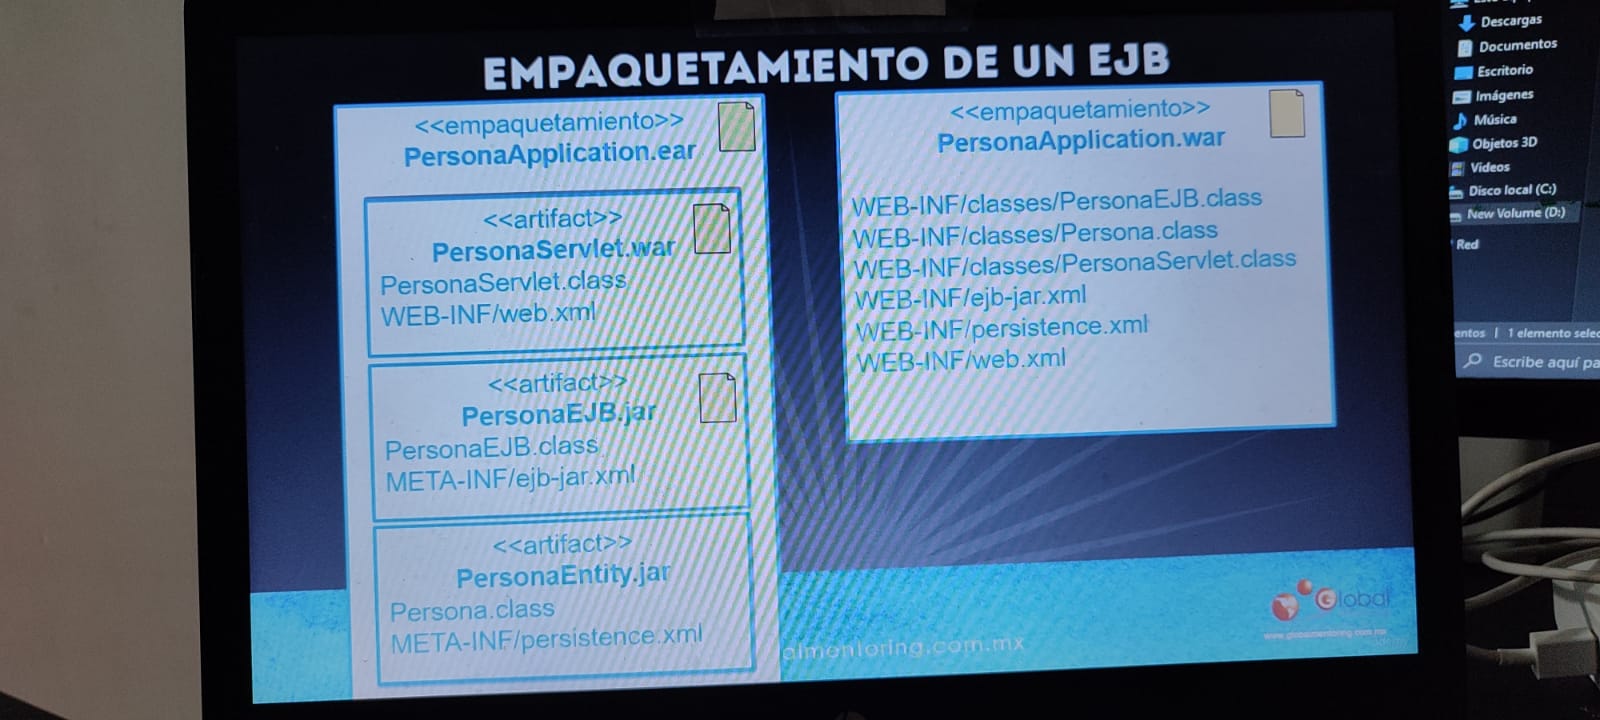 EMPAQUETAMIENTO DE UN EJB
<<empaquetamiento>>
PersonaApplication.ear
<<artifact>>
PersonaServlet.war
PersonaServlet.class
WEB-INF/web.xml
<<artifact>>
PersonaEJB.jar
PersonaEJB.class
META-INF/ejb-jar.xml
<<artifact>>
PersonaEntity.jar
Persona.class
META-INF/persistence.xml
<<empaquetamiento>>
PersonaApplication.war
WEB-INF/classes/PersonaEJB.class
WEB-INF/classes/Persona.class
WEB-INF/classes/PersonaServlet.class
WEB-INF/ejb-jar.xml
WEB-INF/persistence.xml
WEB-INF/web.xml
Global
www.globalmentoring.com.mx
almentoring.com.mx
Descargas
Documentos
Escritorio
Imágenes
Música
Objetos 3D
Videos
Disco local (C:)
New Volume (D:)
Red
entos | 1 elemento selec
Escribe aquí pa